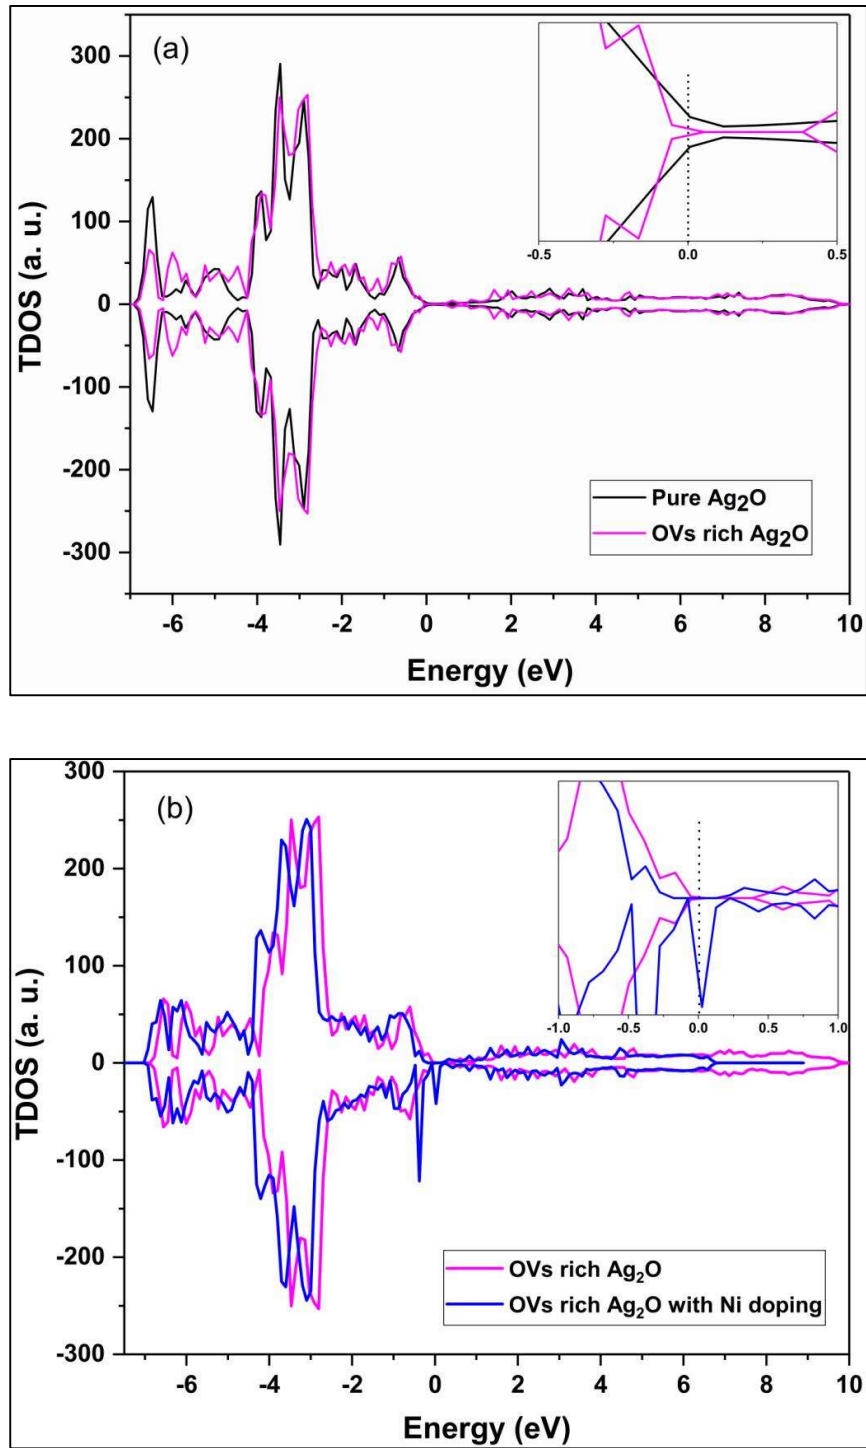 (a)
300
200
100
0
-100
-200
-300
TDOS (a. u.)
-0.5 0.0 0.5
Pure Ag₂O
OVs rich Ag₂O
-6 -4 -2 0 2 4 6 8 10
Energy (eV)
(b)
300
200
100
0
-100
-200
-300
TDOS (a. u.)
-1.0 -0.5 0.0 0.5 1.0
OVs rich Ag₂O
OVs rich Ag₂O with Ni doping
-6 -4 -2 0 2 4 6 8 10
Energy (eV)